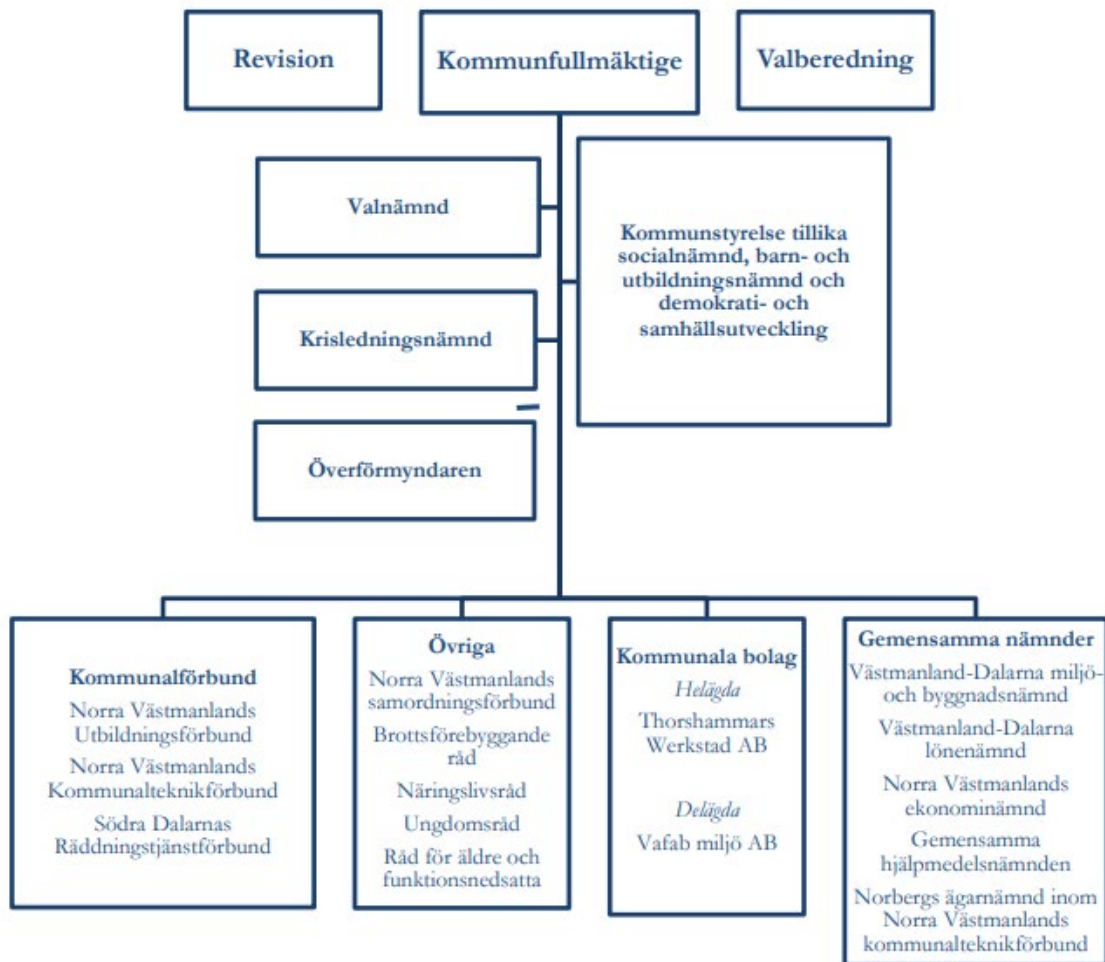 Revision
Kommunfullmäktige
Valberedning
Valnämnd
Kommunstyrelse tillika
socialnämnd, barn- och
utbildningsnämnd och
demokrati- och
samhällsutveckling
Krisledningsnämnd
Överförmyndaren
Kommunalförbund
Norra Västmanlands
Utbildningsförbund
Norra Västmanlands
Kommunalteknikförbund
Södra Dalarnas
Räddningstjänstförbund
Övriga
Norra Västmanlands
samordningsförbund
Brottsförebyggande
råd
Näringslivsråd
Ungdomsråd
Råd för äldre och
funktionsnedsatta
Kommunala bolag
Helägda
Thorshammars
Werkstad AB
Delägda
Vafab miljö AB
Gemensamma nämnder
Västmanland-Dalarna miljö-
och byggnadsnämnd
Västmanland-Dalarna
lönenämnd
Norra Västmanlands
ekonominämnd
Gemensamma
hjälpmedelsnämnden
Norbergs ägarnämnd inom
Norra Västmanlands
kommunalteknikförbund